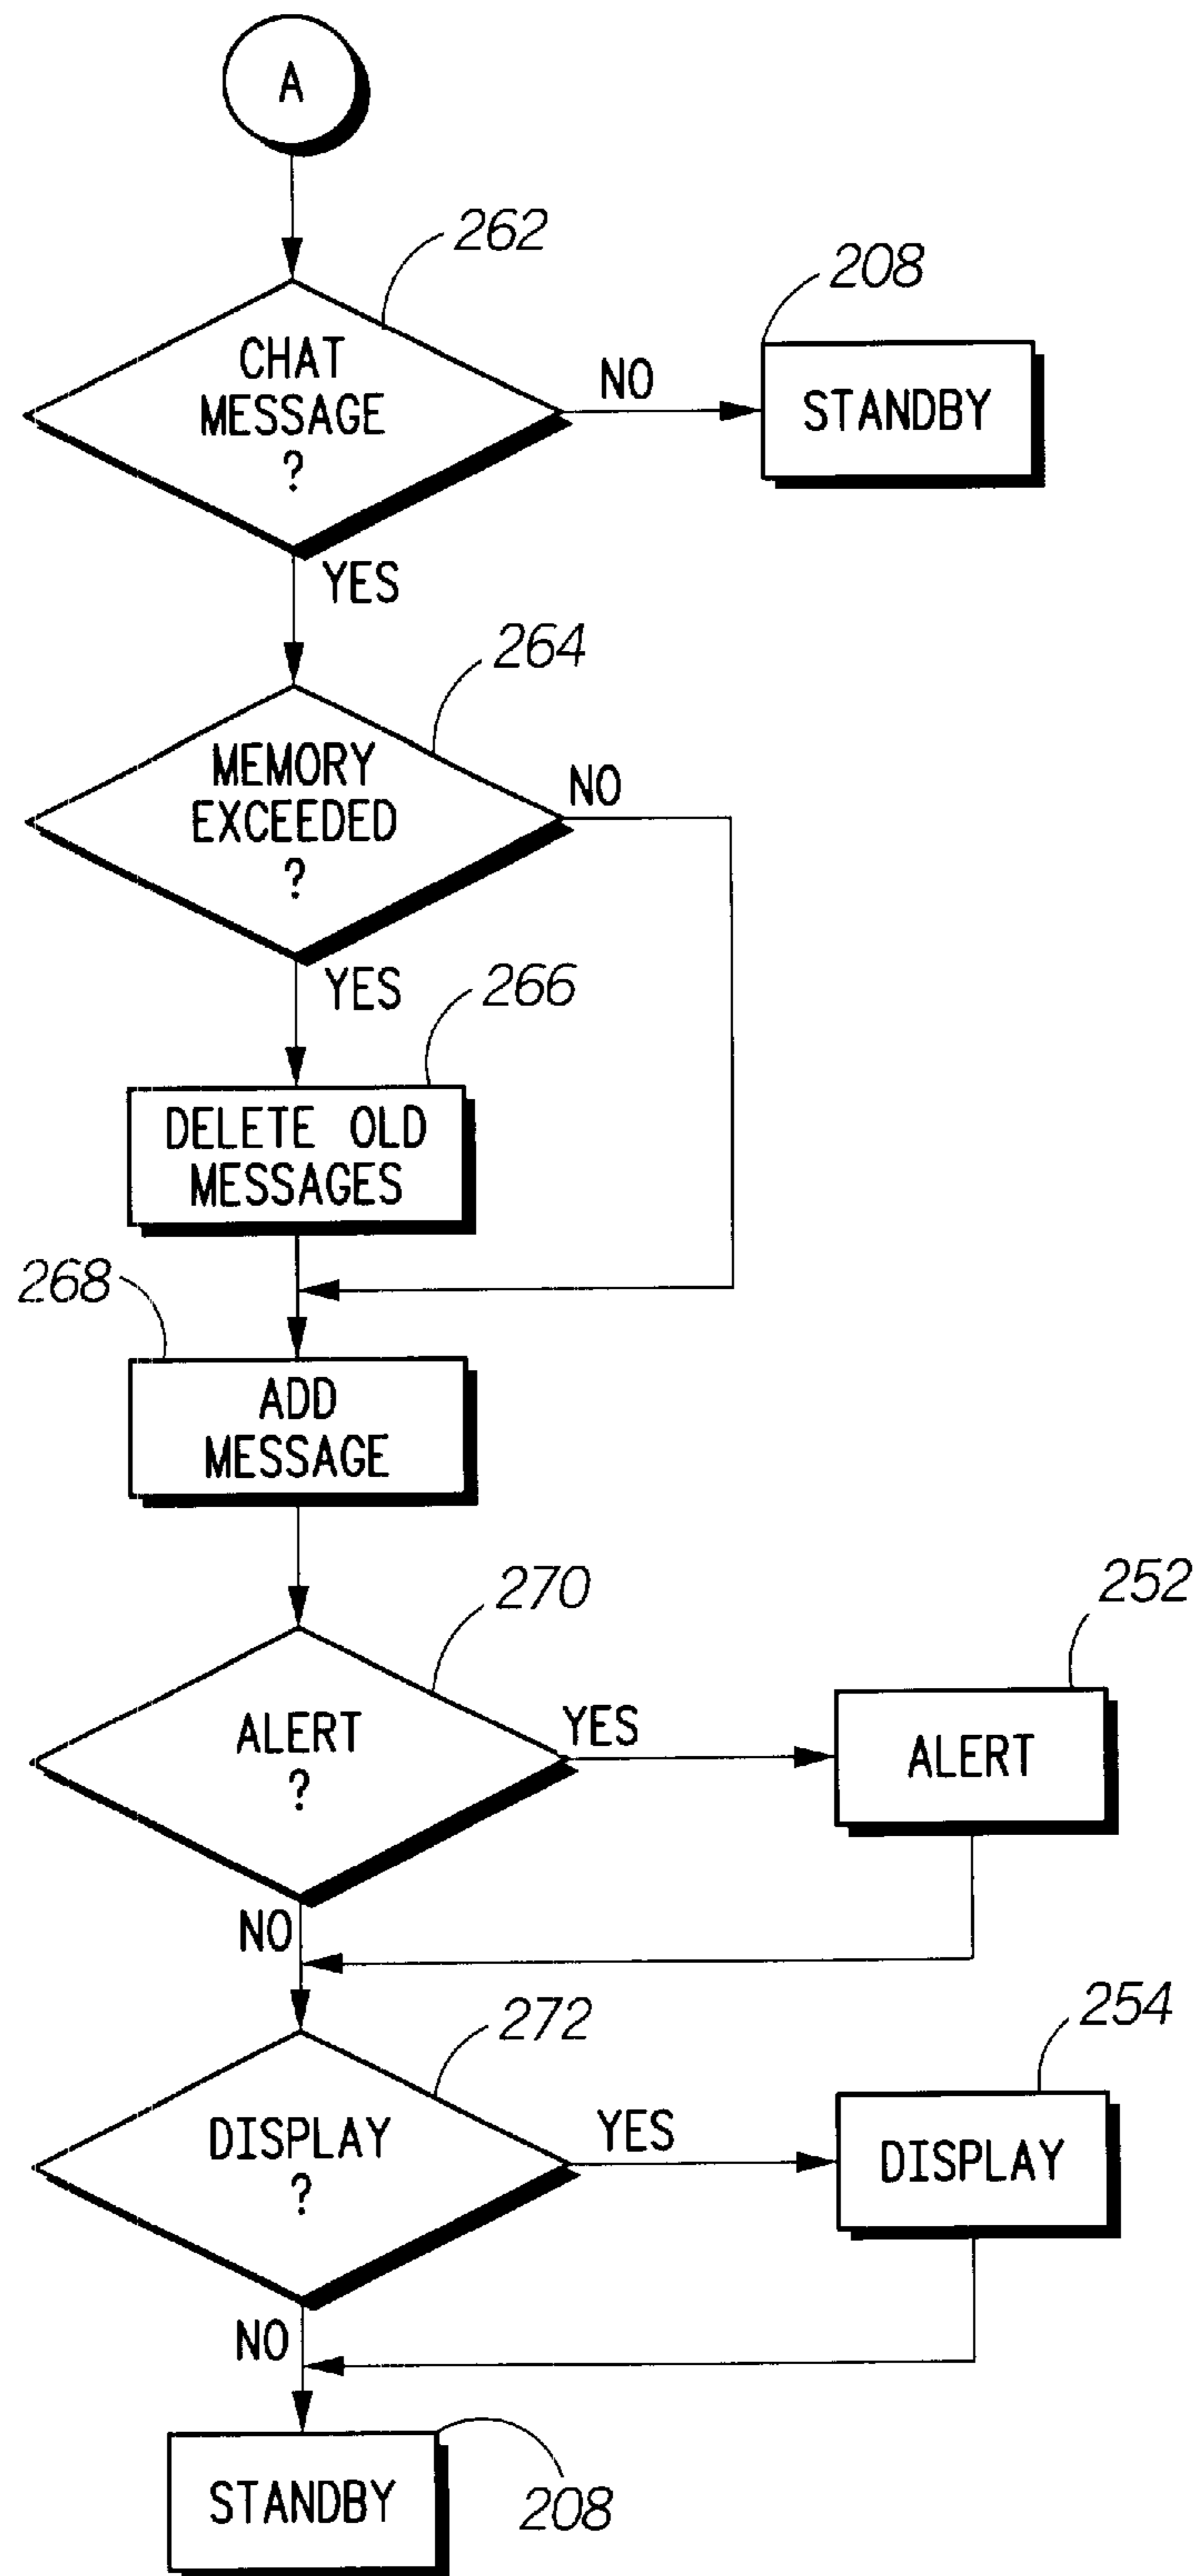 A
262
208
CHAT
MESSAGE
?
NO
STANDBY
YES
264
MEMORY
EXCEEDED
?
NO
YES
266
DELETE OLD
MESSAGES
268
ADD
MESSAGE
270
252
ALERT
?
YES
ALERT
NO
272
254
DISPLAY
?
YES
DISPLAY
NO
STANDBY
208